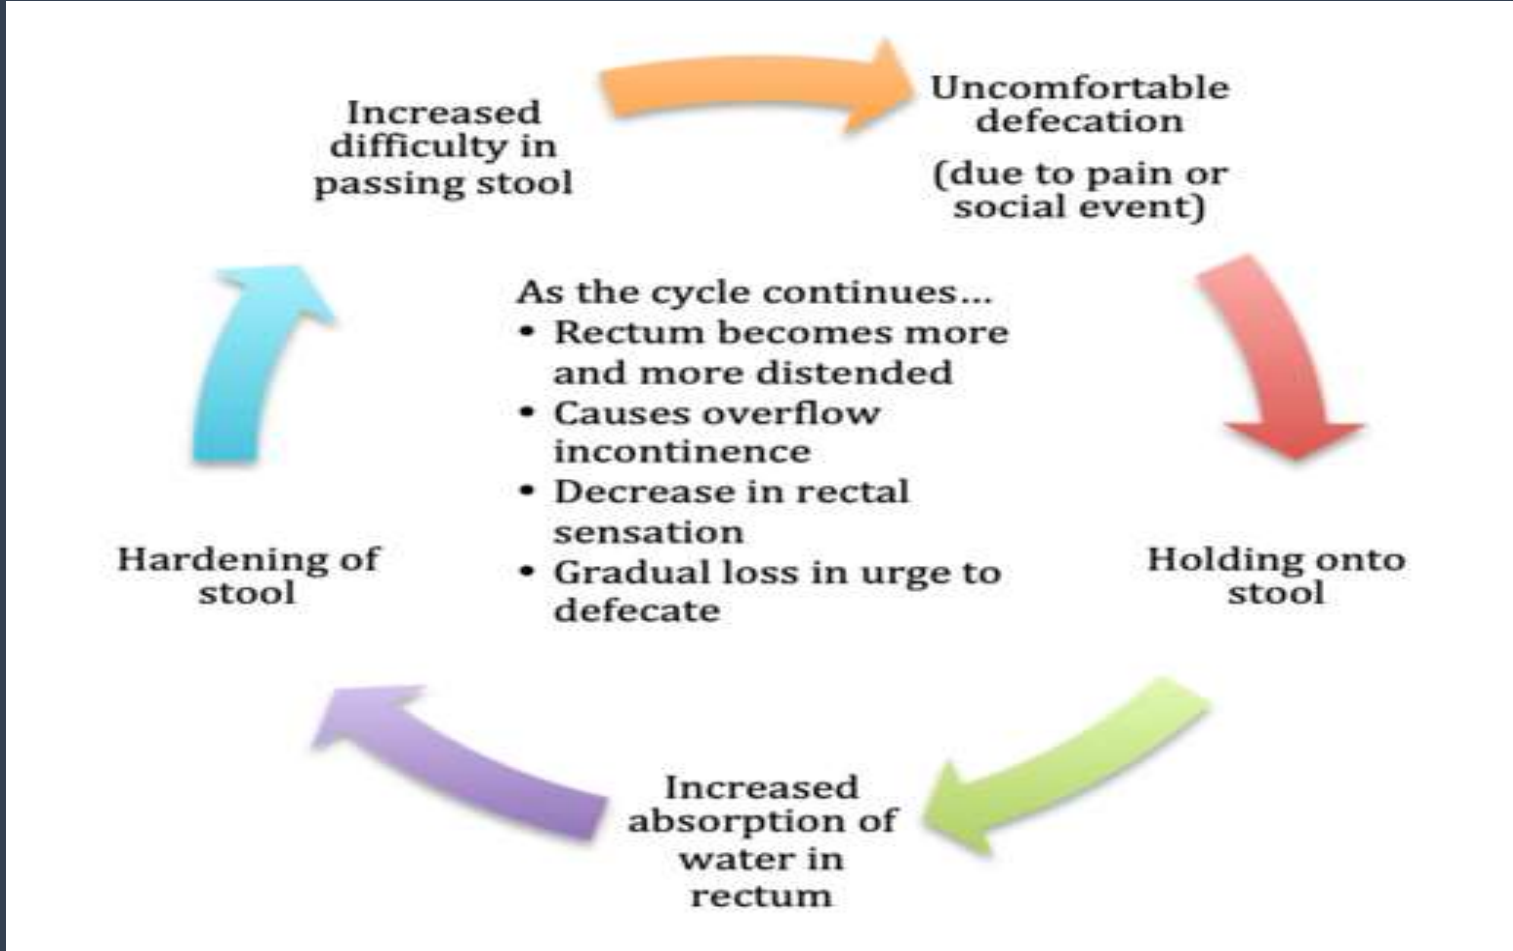 Increased
difficulty in
passing stool
Uncomfortable
defecation
(due to pain or
social event)
As the cycle continues...
• Rectum becomes more
and more distended
• Causes overflow
incontinence
• Decrease in rectal
sensation
• Gradual loss in urge to
defecate
Holding onto
stool
Increased
absorption of
water in
rectum
Hardening of
stool